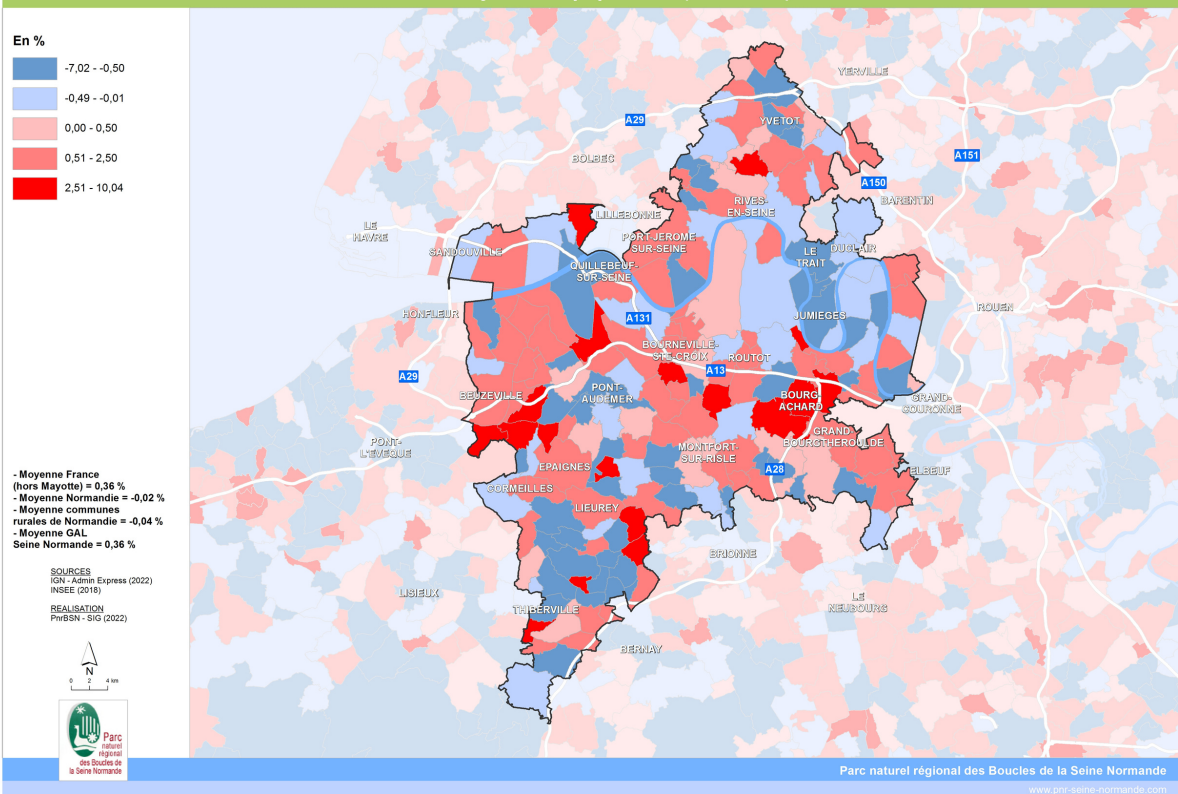 En %
-7,02 - -0,50
-0,49 - -0,01
0,00 - 0,50
0,51 - 2,50
2,51 - 10,04
- Moyenne France
(hors Mayotte) = 0,36 %
- Moyenne Normandie = -0,02 %
- Moyenne communes
rurales de Normandie = -0,04 %
- Moyenne GAL
Seine Normande = 0,36 %
SOURCES
IGN - Admin Express (2022)
INSEE (2018)
REALISATION
PnrBSN - SIG (2022)
N
0 2 4 km
Parc
naturel
régional
des Boucles de
la Seine Normande
YERVILLE
A29
YVETOT
A151
BOLBEC
A150
BARENTIN
LILLEBONNE
RIVES-
EN-SEINE
LE
HAVRE
PORT-JEROME
SUR-SEINE
SANDOUVILLE
DUCLAIR
LE
TRAIT
QUILLEBEUF-
SUR-SEINE
ROUEN
HONFLEUR
A131
JUMIEGES
BOURNEVILLE-
STE-CROIX
ROUTOT
A29
A13
BEUZEVILLE
PONT-
AUDEMER
BOURG-
ACHARD
GRAND-
COURONNE
GRAND-
BOURGTHEROULDE
PONT-
L'EVEQUE
MONTFORT-
SUR-RISLE
EPAIGNES
A28
ELBEUF
CORMEILLES
LIEUREY
BRIONNE
LISIEUX
LE
NEUBOURG
THIBERVILLE
BERNAY
Parc naturel régional des Boucles de la Seine Normande
www.pnr-seine-normande.com